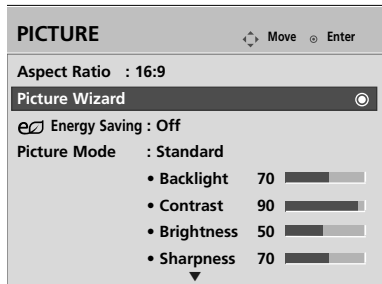 PICTURE Move Enter
Aspect Ratio : 16:9
Picture Wizard
Energy Saving : Off
Picture Mode : Standard
• Backlight 70
• Contrast 90
• Brightness 50
• Sharpness 70